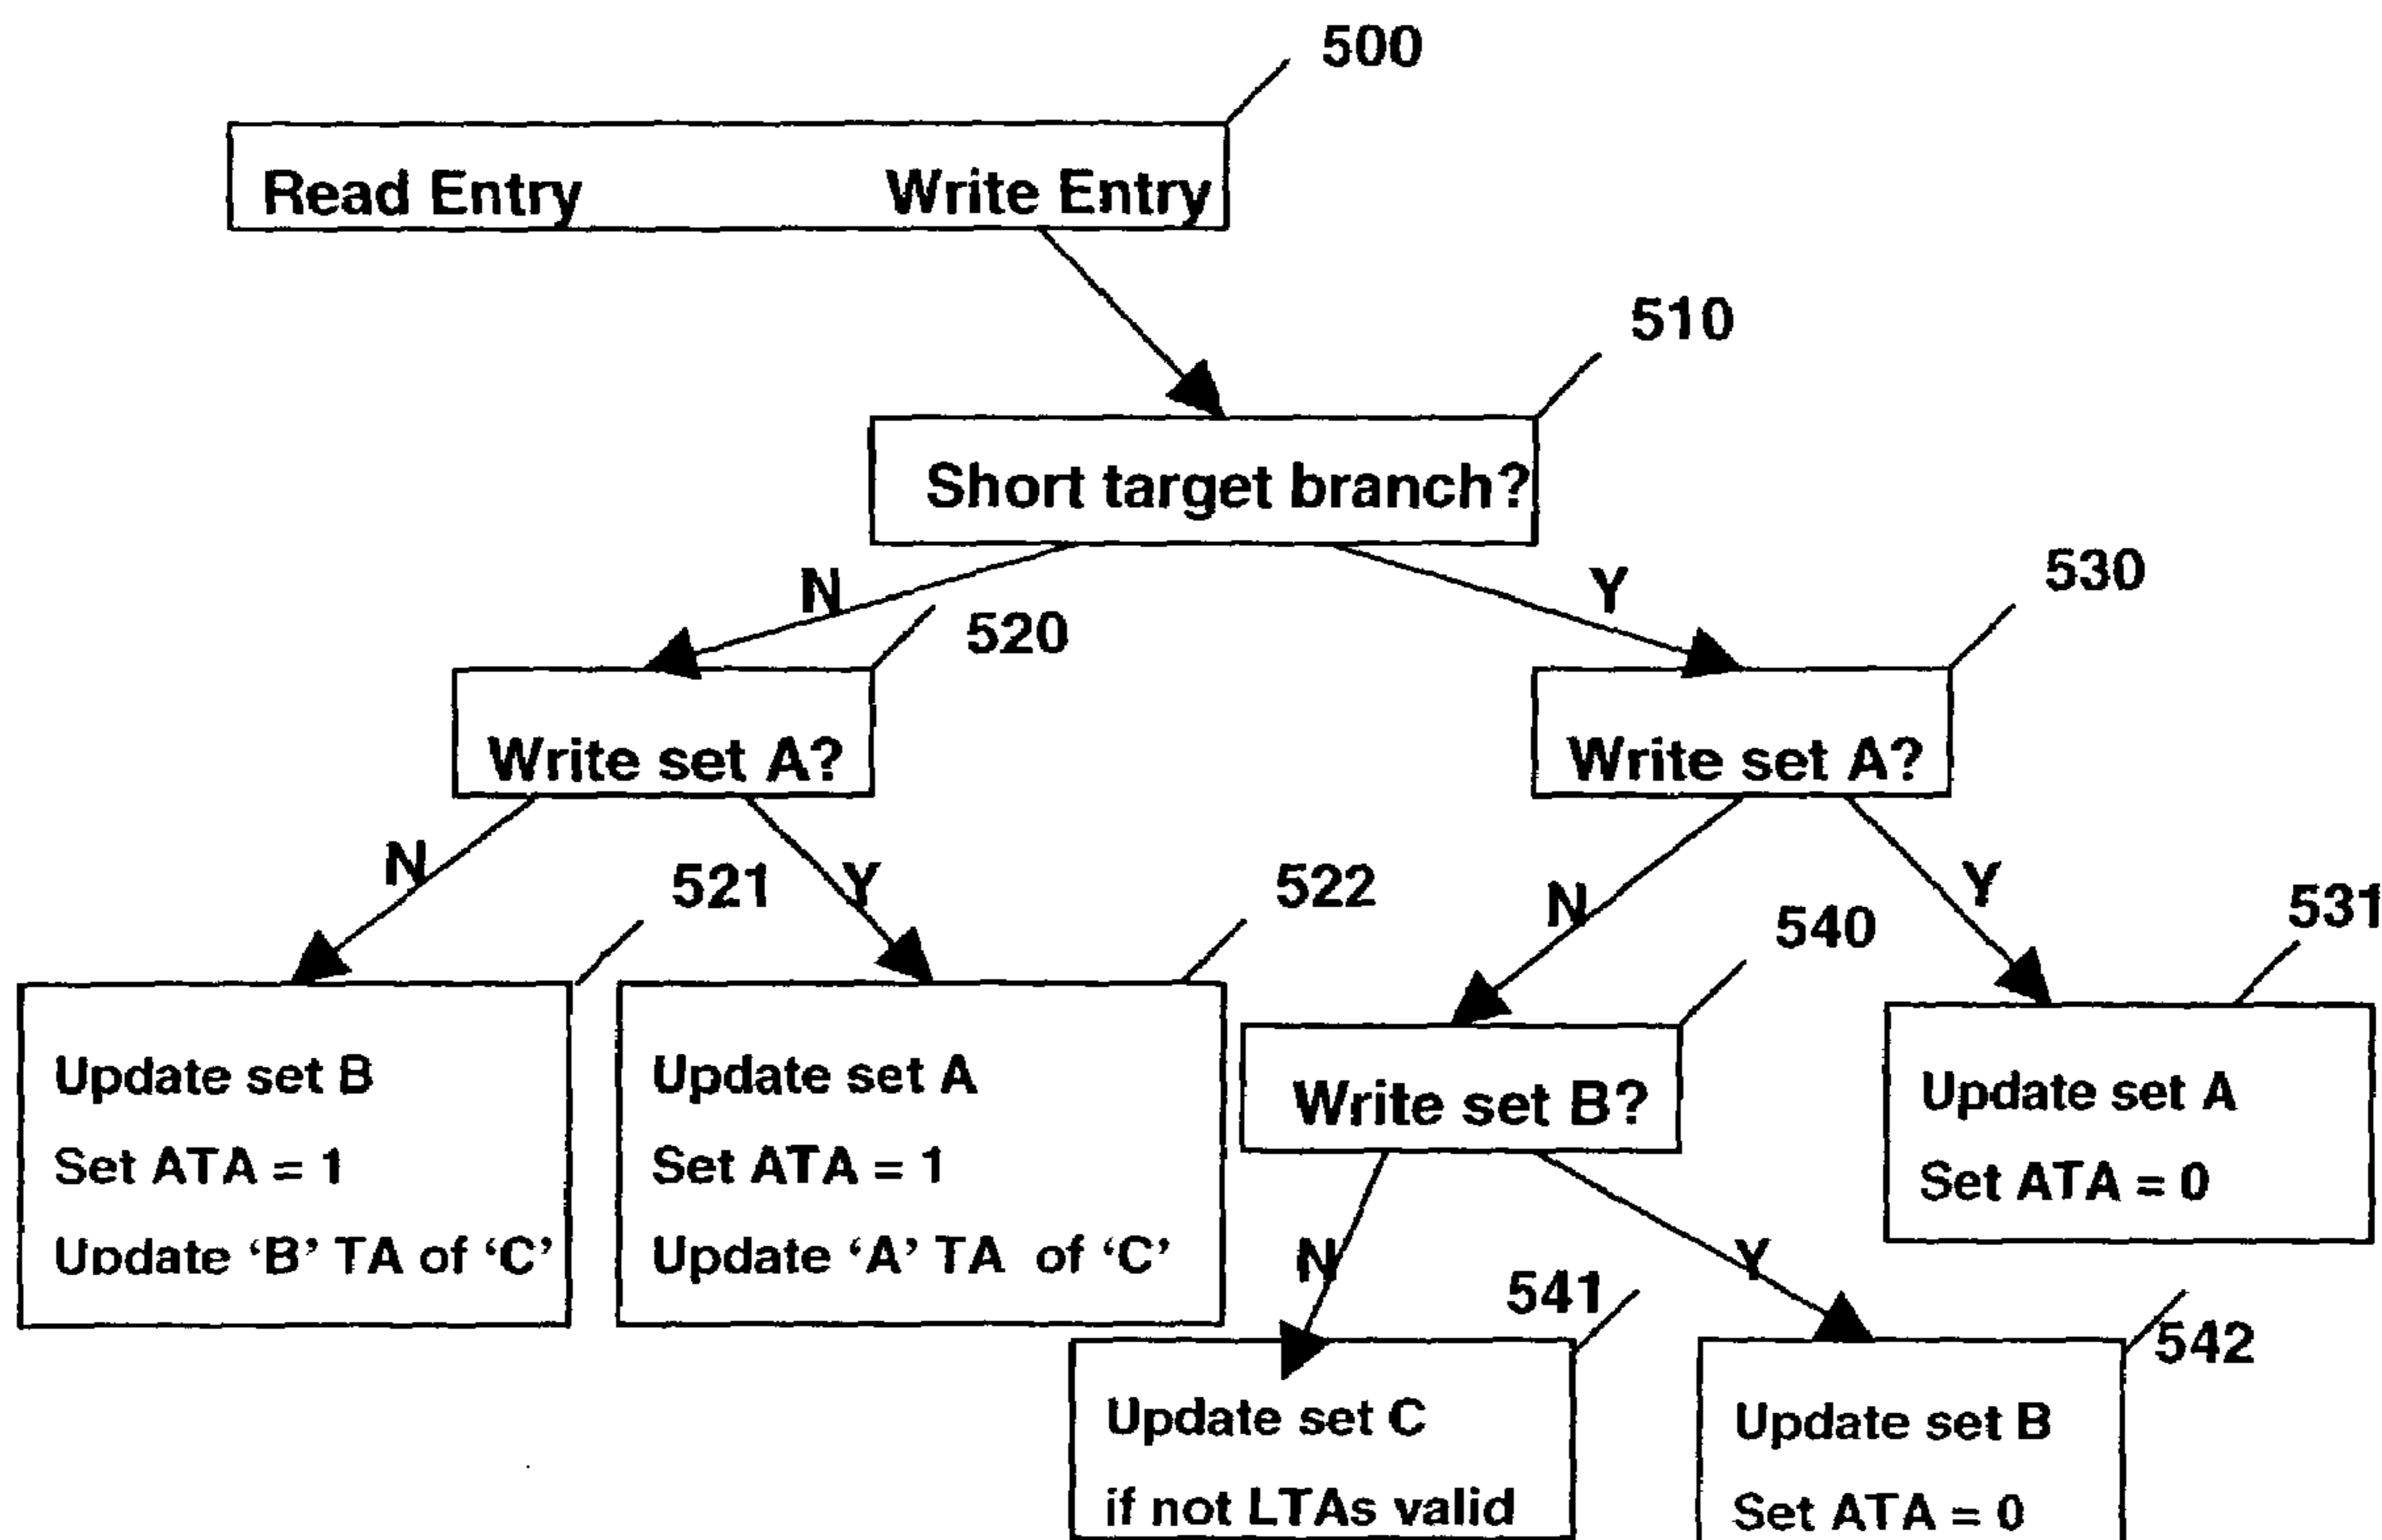 500
Read Entry Write Entry
510
Short target branch?
N
Y
530
520
Write set A?
Write set A?
N
Y
N
Y
521
522
540
531
Update set B
Set ATA = 1
Update ‘B’ TA of ‘C’
Update set A
Set ATA = 1
Update ‘A’ TA of ‘C’
Write set B?
Update set A
Set ATA = 0
N
Y
541
542
Update set C
if not LTAs valid
Update set B
Set ATA = 0